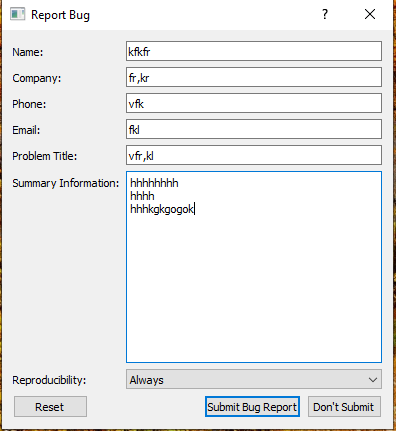 Report Bug
Name: kfkfr
Company: fr,kr
Phone: vfk
Email: fkl
Problem Title: vfr,kl
Summary Information: hhhhhhhh
hhhh
hhhkgkgogok
Reproducibility: Always
Reset Submit Bug Report Don't Submit